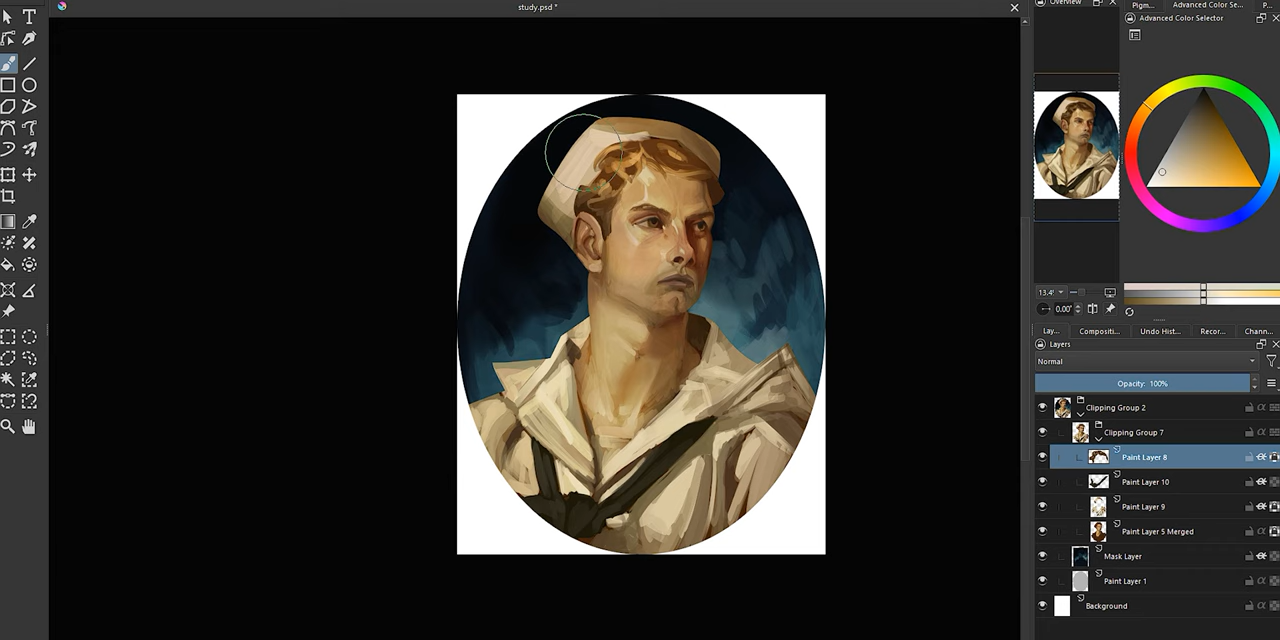 study.psd *
Overview
Pigm...
Advanced Color Se...
P...
Advanced Color Selector
13.4%
0.00°
Lay...
Compositi...
Undo Hist...
Recor...
Chann...
Layers
Normal
Opacity: 100%
Clipping Group 2
Clipping Group 7
Paint Layer 8
Paint Layer 10
Paint Layer 9
Paint Layer 5 Merged
Mask Layer
Paint Layer 1
Background